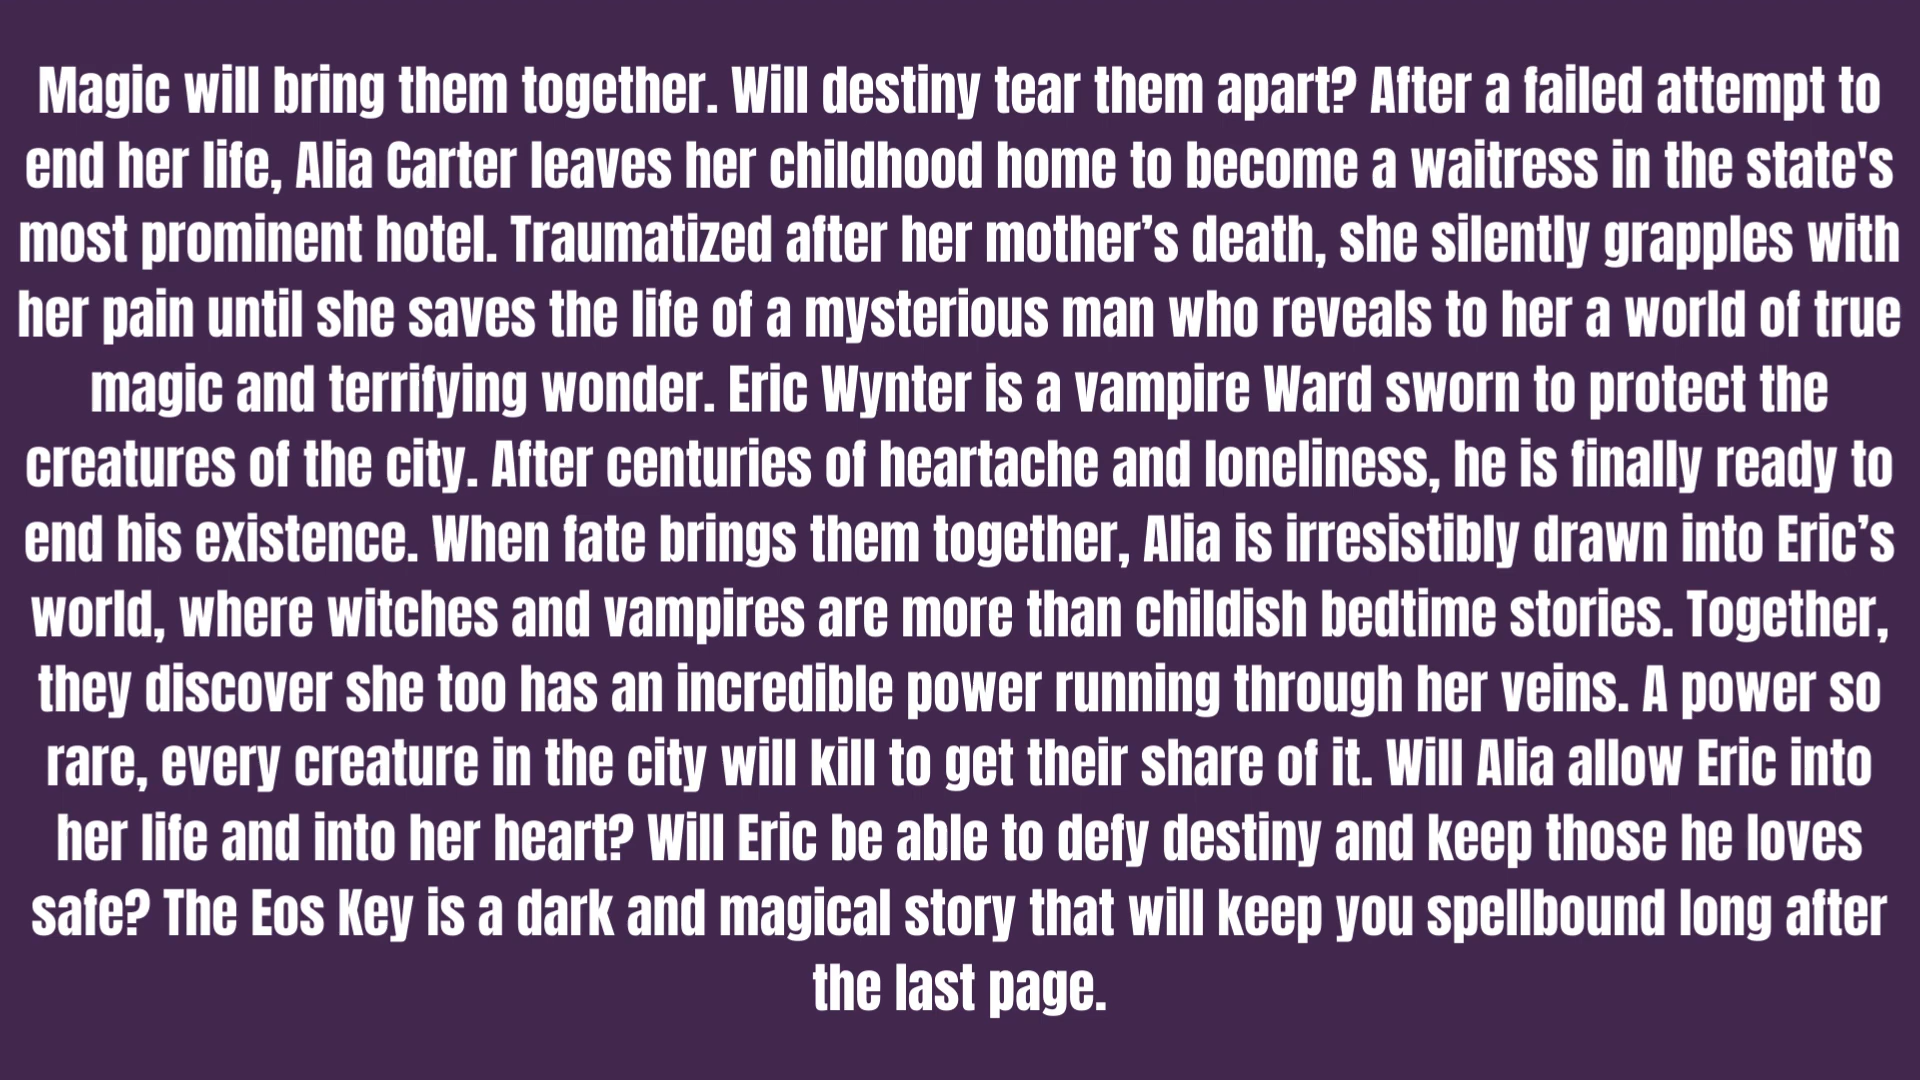 Magic will bring them together. Will destiny tear them apart? After a failed attempt to
end her life, Alia Carter leaves her childhood home to become a waitress in the state's
most prominent hotel. Traumatized after her mother’s death, she silently grapples with
her pain until she saves the life of a mysterious man who reveals to her a world of true
magic and terrifying wonder. Eric Wynter is a vampire Ward sworn to protect the
creatures of the city. After centuries of heartache and loneliness, he is finally ready to
end his existence. When fate brings them together, Alia is irresistibly drawn into Eric’s
world, where witches and vampires are more than childish bedtime stories. Together,
they discover she too has an incredible power running through her veins. A power so
rare, every creature in the city will kill to get their share of it. Will Alia allow Eric into
her life and into her heart? Will Eric be able to defy destiny and keep those he loves
safe? The Eos Key is a dark and magical story that will keep you spellbound long after
the last page.